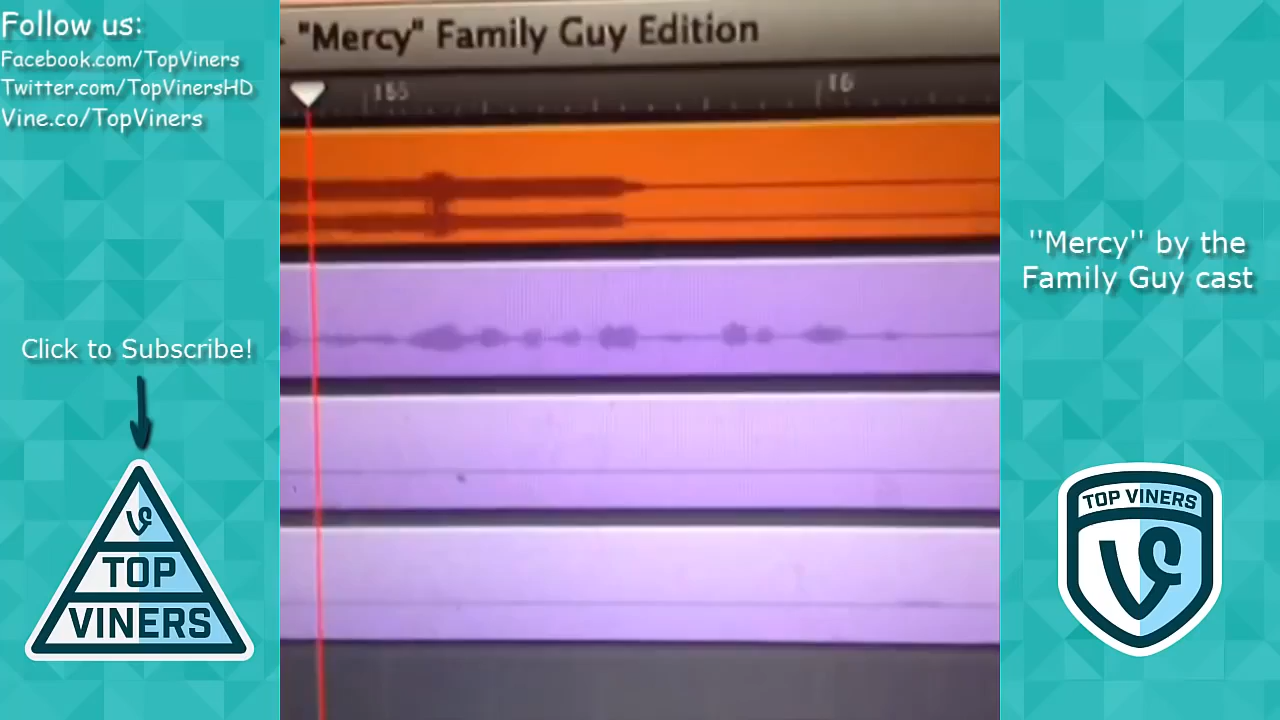 Follow us:
Facebook.com/TopViners
Twitter.com/TopVinersHD
Vine.co/TopViners
Click to Subscribe!
TOP
VINERS
"Mercy" Family Guy Edition
16
''Mercy'' by the
Family Guy cast
TOP VINERS